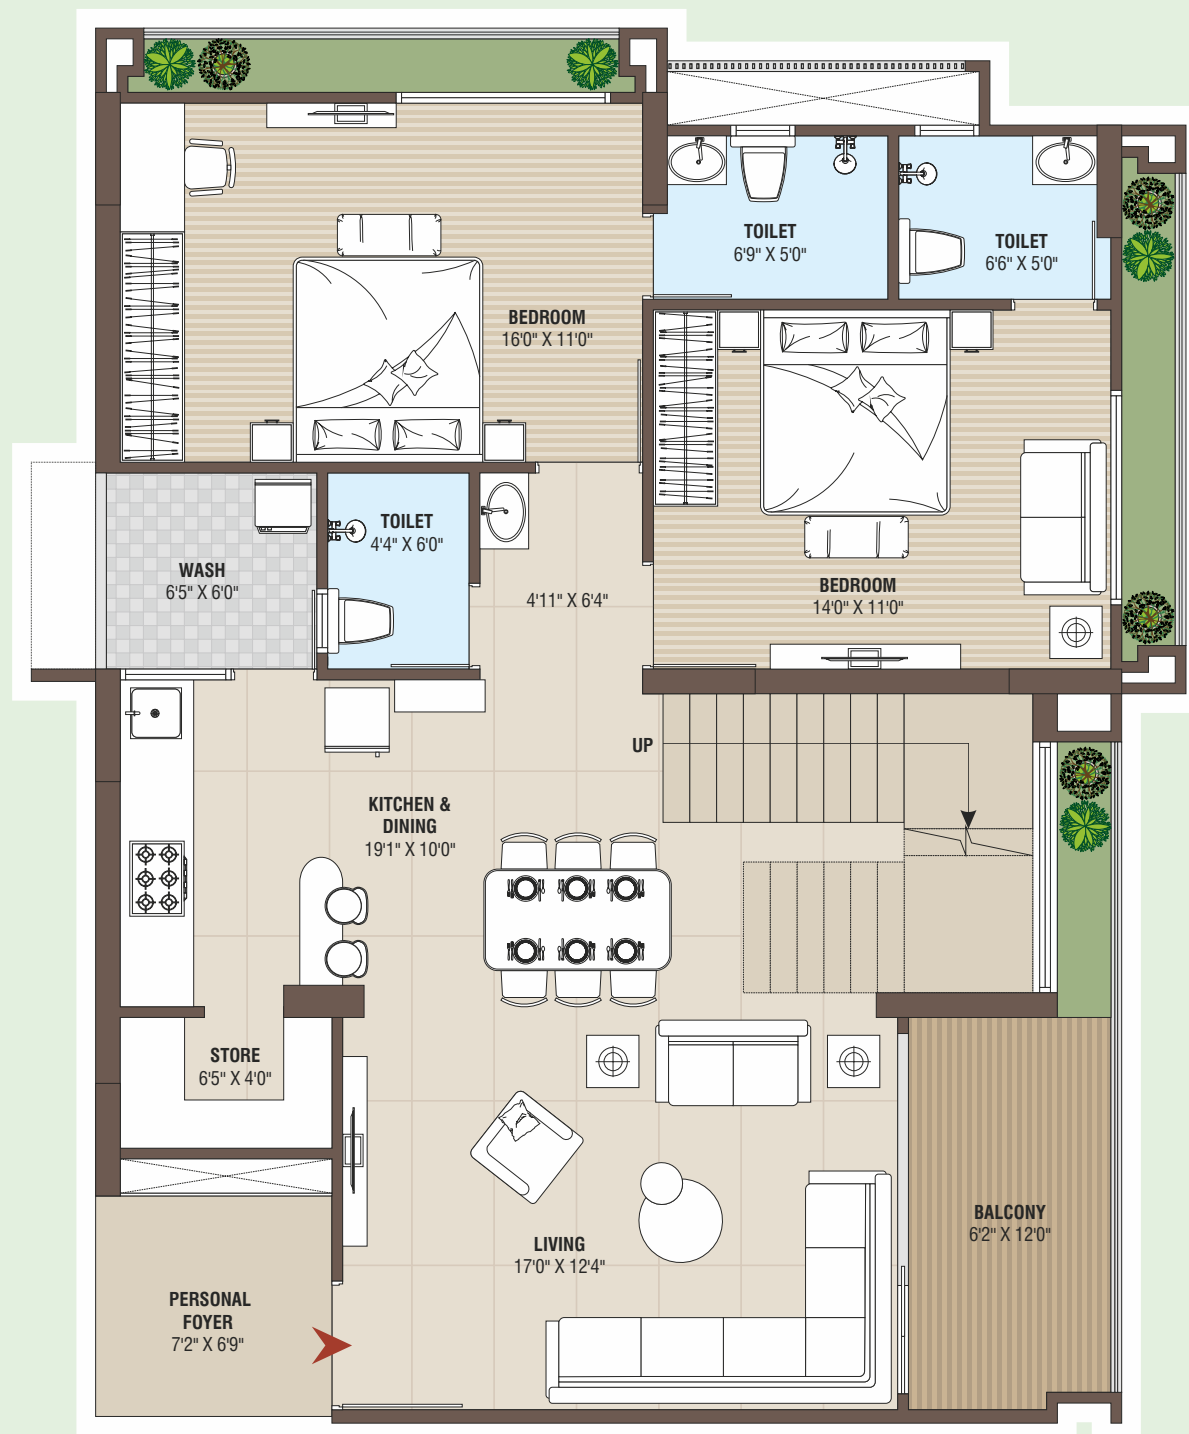 TOILET
6'9" X 5'0"
TOILET
6'6" X 5'0"
BEDROOM
16'0" X 11'0"
TOILET
4'4" X 6'0"
WASH
6'5" X 6'0"
4'11" X 6'4"
BEDROOM
14'0" X 11'0"
UP
KITCHEN &
DINING
19'1" X 10'0"
STORE
6'5" X 4'0"
LIVING
17'0" X 12'4"
BALCONY
6'2" X 12'0"
PERSONAL
FOYER
7'2" X 6'9"